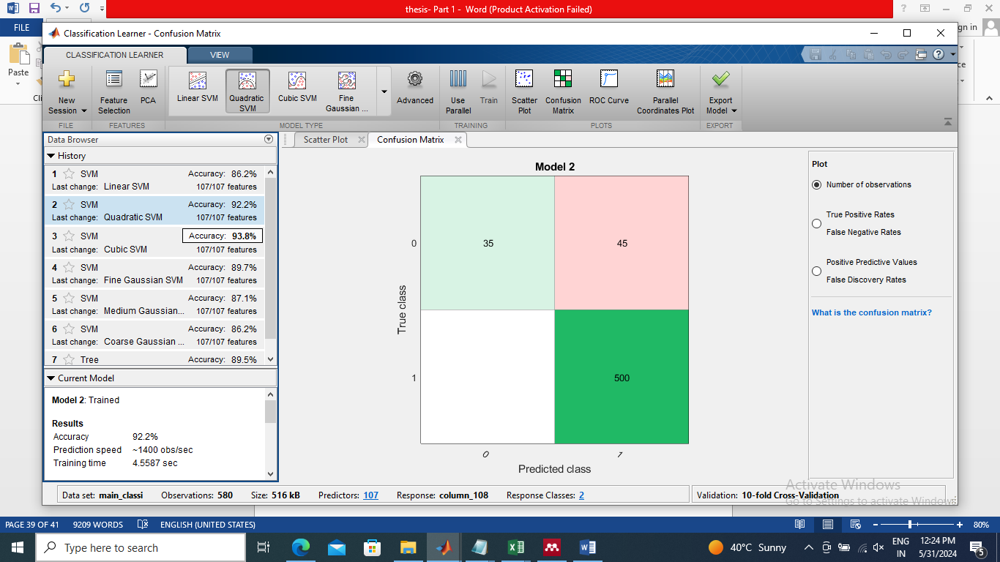 thesis- Part 1 -  Word (Product Activation Failed)
FILE
gn in
Classification Learner - Confusion Matrix
CLASSIFICATION LEARNER
VIEW
Paste
New Session
Feature Selection
PCA
Linear SVM
Quadratic SVM
Cubic SVM
Fine Gaussian ...
Advanced
Use Parallel
Train
Scatter Plot
Confusion Matrix
ROC Curve
Parallel Coordinates Plot
Export Model
FILE
FEATURES
MODEL TYPE
TRAINING
PLOTS
EXPORT
Data Browser
History
1 SVM Accuracy: 86.2%
Last change: Linear SVM 107/107 features
2 SVM Accuracy: 92.2%
Last change: Quadratic SVM 107/107 features
3 SVM Accuracy: 93.8%
Last change: Cubic SVM 107/107 features
4 SVM Accuracy: 89.7%
Last change: Fine Gaussian SVM 107/107 features
5 SVM Accuracy: 87.1%
Last change: Medium Gaussian... 107/107 features
6 SVM Accuracy: 86.2%
Last change: Coarse Gaussian ... 107/107 features
7 Tree Accuracy: 89.5%
Current Model
Model 2: Trained
Results
Accuracy 92.2%
Prediction speed ~1400 obs/sec
Training time 4.5587 sec
Scatter Plot
Confusion Matrix
Model 2
35
45
500
0
1
True class
0
1
Predicted class
Plot
Number of observations
True Positive Rates
False Negative Rates
Positive Predictive Values
False Discovery Rates
What is the confusion matrix?
Activate Windows
Go to Settings to activate Windows.
Data set: main_classi Observations: 580 Size: 516 kB Predictors: 107 Response: column_108 Response Classes: 2
Validation: 10-fold Cross-Validation
PAGE 39 OF 41 9209 WORDS ENGLISH (UNITED STATES)
80%
Type here to search
40°C Sunny
ENG
IN
12:24 PM
5/31/2024
5